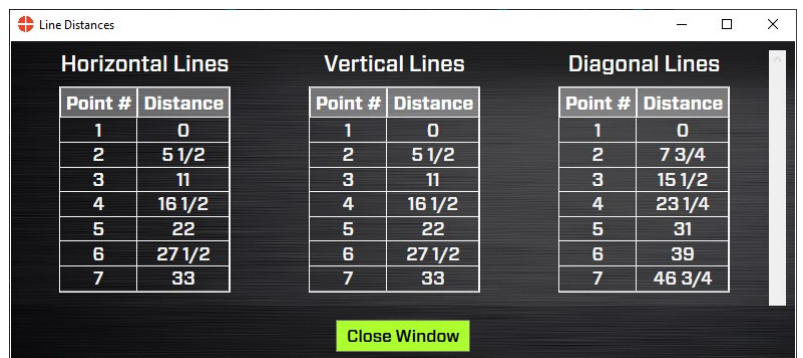 Line Distances
Horizontal Lines Vertical Lines Diagonal Lines
Point # Distance Point # Distance Point # Distance
1 0 1 0 1 0
2 5 1/2 2 5 1/2 2 7 3/4
3 11 3 11 3 15 1/2
4 16 1/2 4 16 1/2 4 23 1/4
5 22 5 22 5 31
6 27 1/2 6 27 1/2 6 39
7 33 7 33 7 46 3/4
Close Window